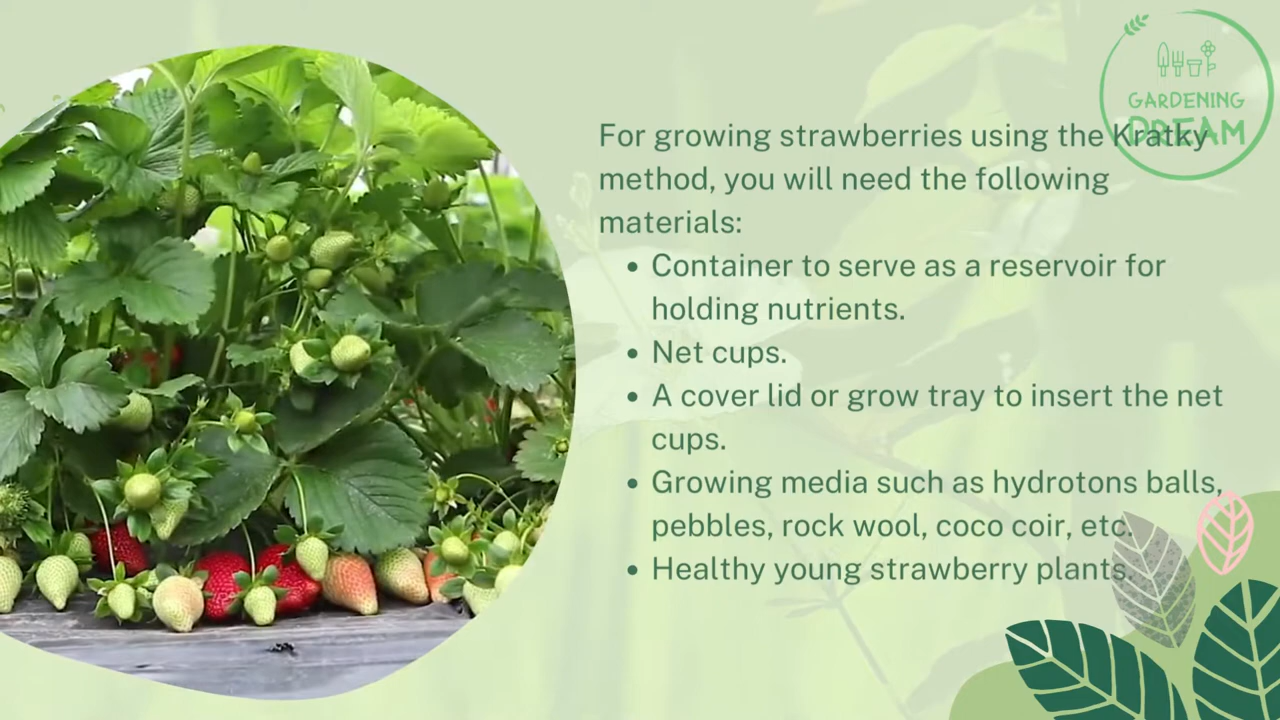 GARDENING
DREAM
For growing strawberries using the Kratky
method, you will need the following
materials:
• Container to serve as a reservoir for
holding nutrients.
• Net cups.
• A cover lid or grow tray to insert the net
cups.
• Growing media such as hydrotons balls,
pebbles, rock wool, coco coir, etc.
• Healthy young strawberry plants.